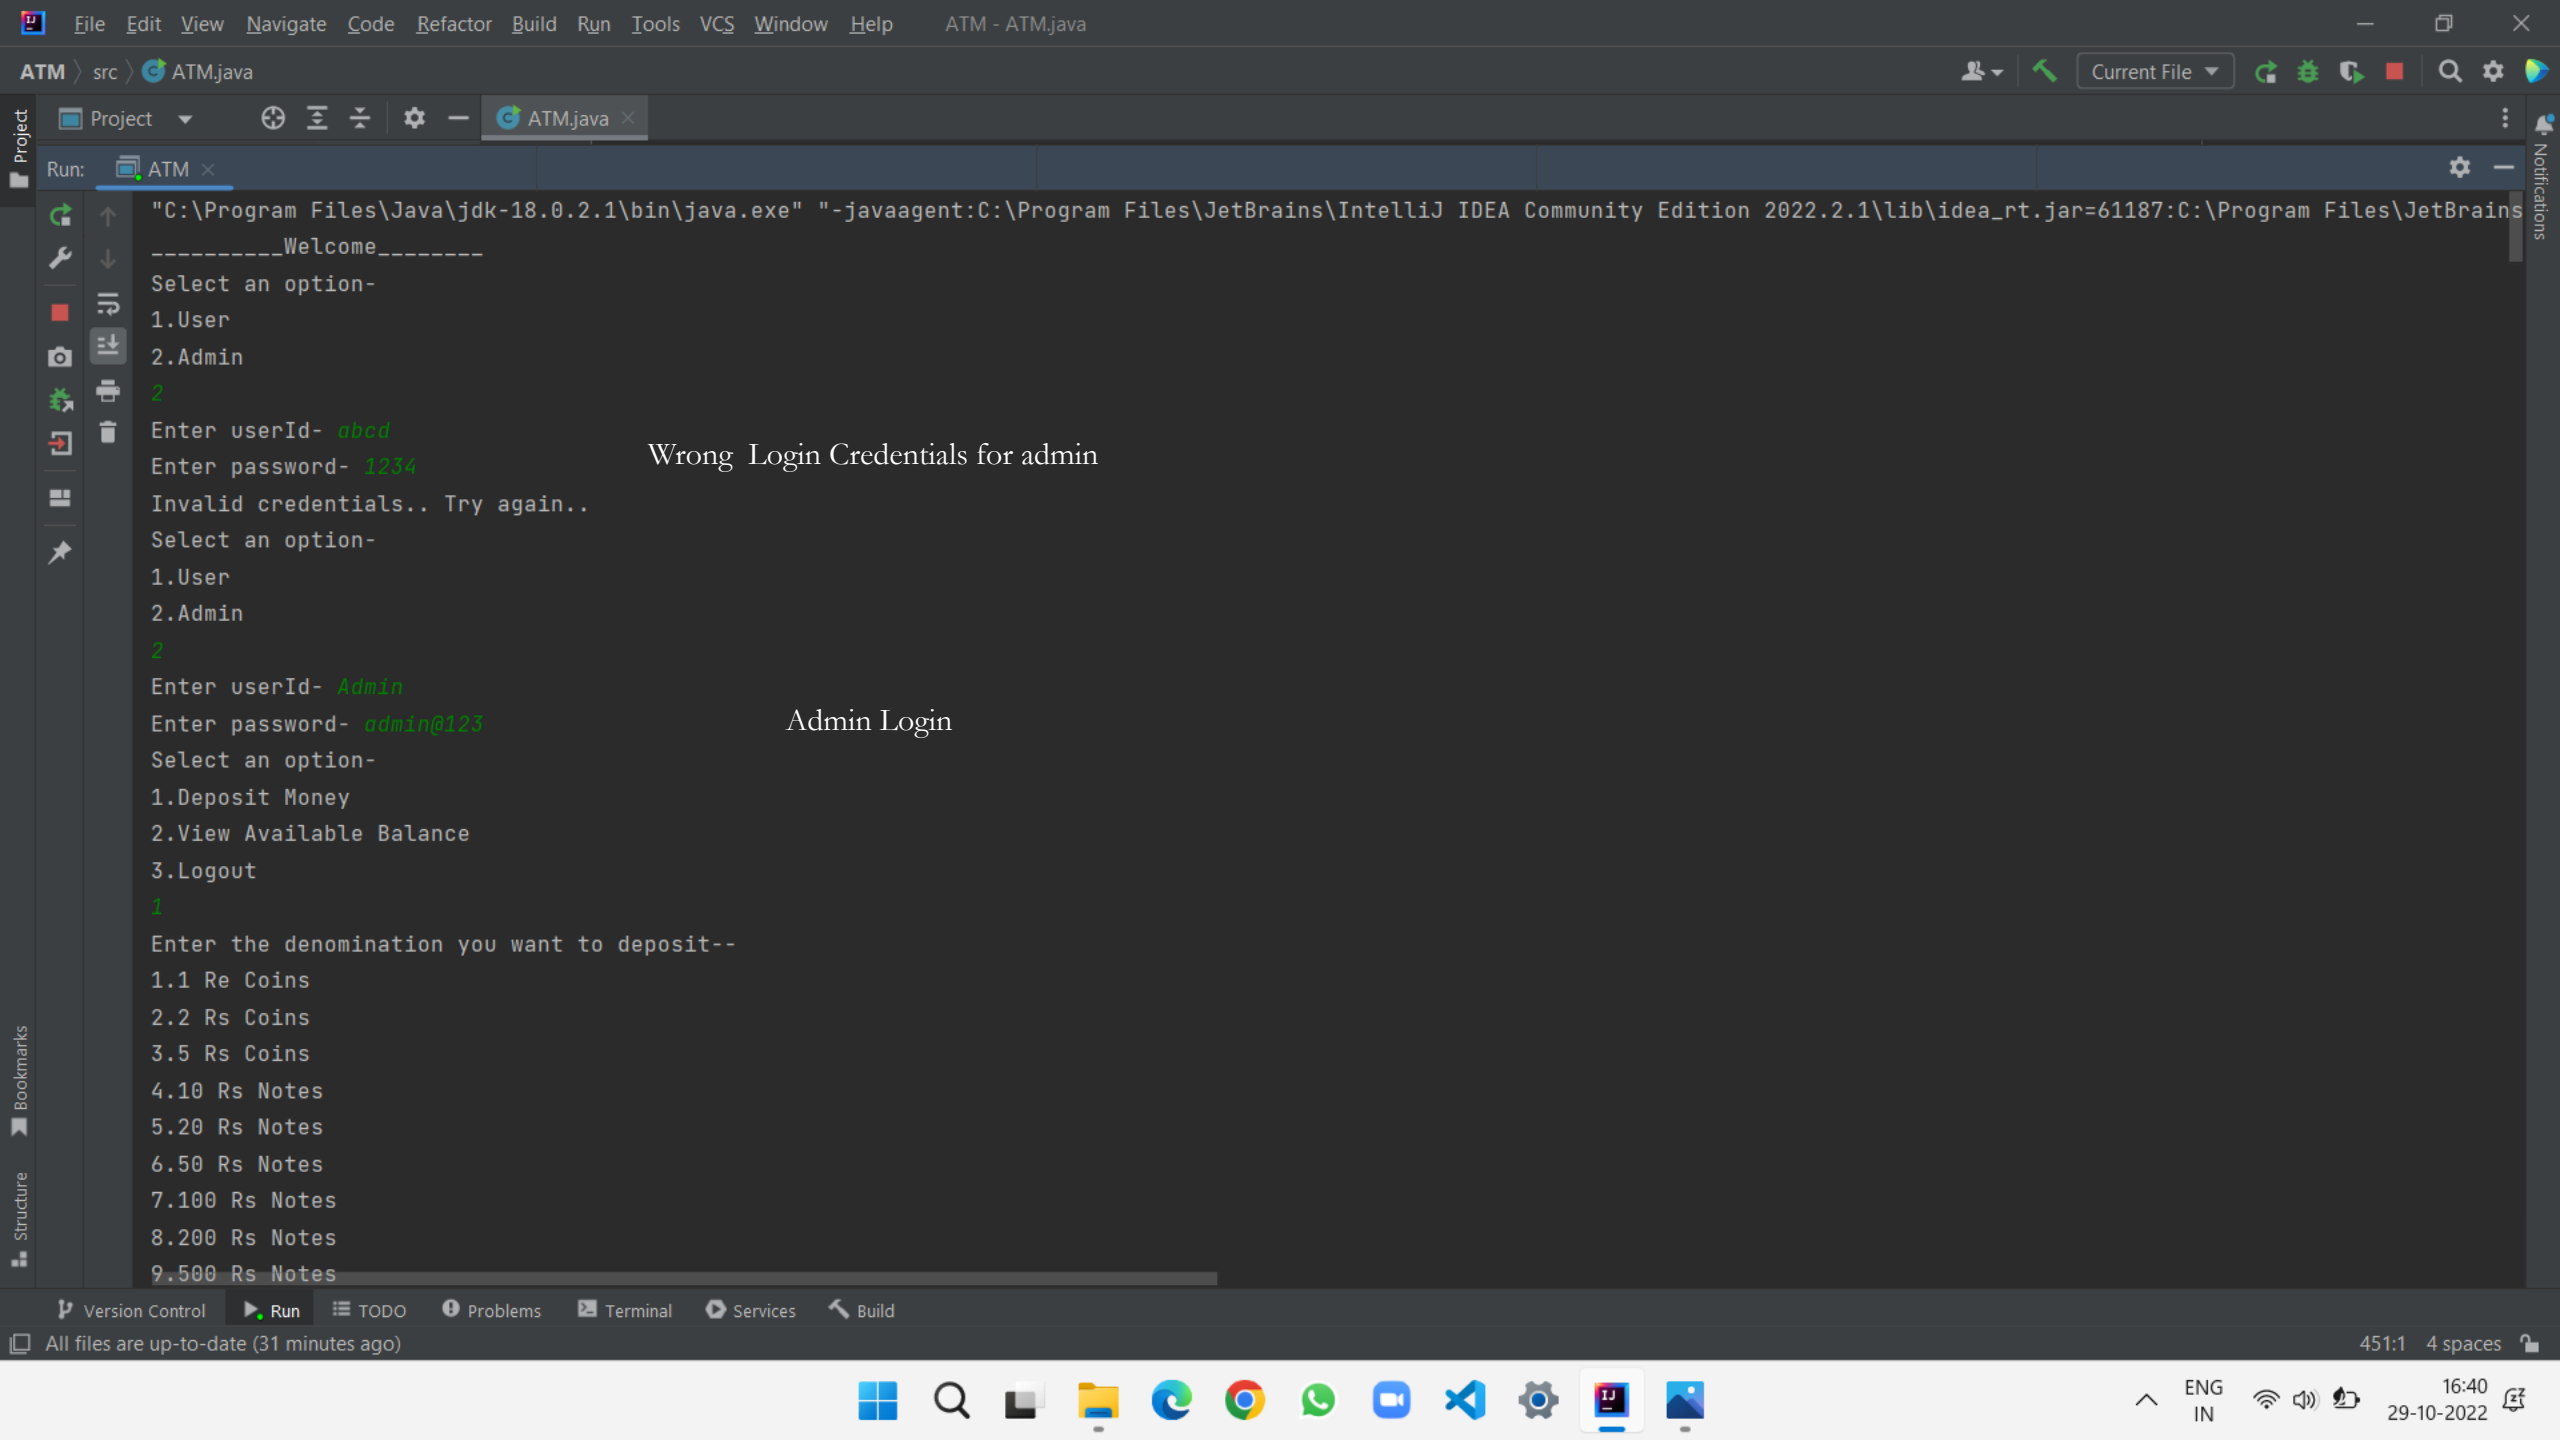 File Edit View Navigate Code Refactor Build Run Tools VCS Window Help ATM - ATM.java
ATM src ATM.java Current File
Project ATM.java
Project
Notifications
Run: ATM
"C:\Program Files\Java\jdk-18.0.2.1\bin\java.exe" "-javaagent:C:\Program Files\JetBrains\IntelliJ IDEA Community Edition 2022.2.1\lib\idea_rt.jar=61187:C:\Program Files\JetBrains
__________Welcome________
Select an option-
1.User
2.Admin
2
Enter userId- abcd
Wrong  Login Credentials for admin
Enter password- 1234
Invalid credentials.. Try again..
Select an option-
1.User
2.Admin
2
Enter userId- Admin
Enter password- admin@123
Admin Login
Select an option-
1.Deposit Money
2.View Available Balance
3.Logout
1
Enter the denomination you want to deposit--
1.1 Re Coins
2.2 Rs Coins
3.5 Rs Coins
4.10 Rs Notes
5.20 Rs Notes
6.50 Rs Notes
7.100 Rs Notes
8.200 Rs Notes
9.500 Rs Notes
Bookmarks
Structure
Version Control Run TODO Problems Terminal Services Build
All files are up-to-date (31 minutes ago) 451:1 4 spaces
ENG 16:40
IN 29-10-2022